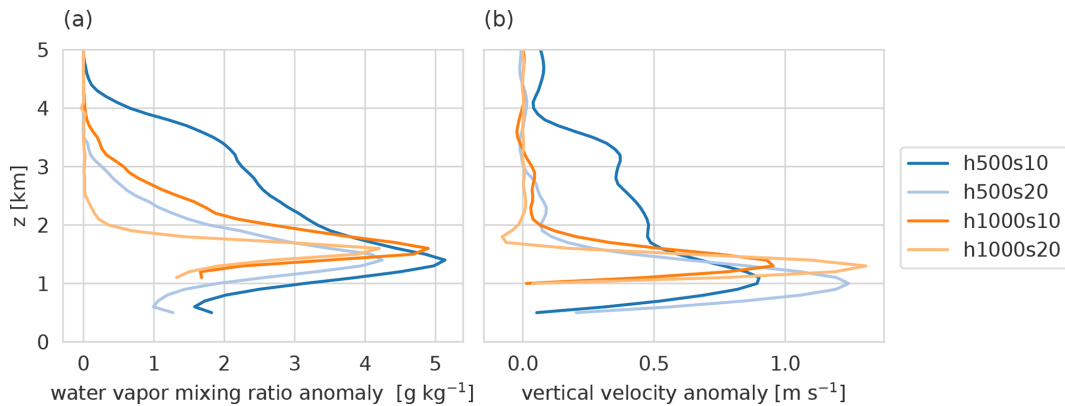 (a)
(b)
5
4
3
2
1
0
z [km]
0 1 2 3 4 5
water vapor mixing ratio anomaly [g kg⁻¹]
0.0 0.5 1.0
vertical velocity anomaly [m s⁻¹]
h500s10
h500s20
h1000s10
h1000s20